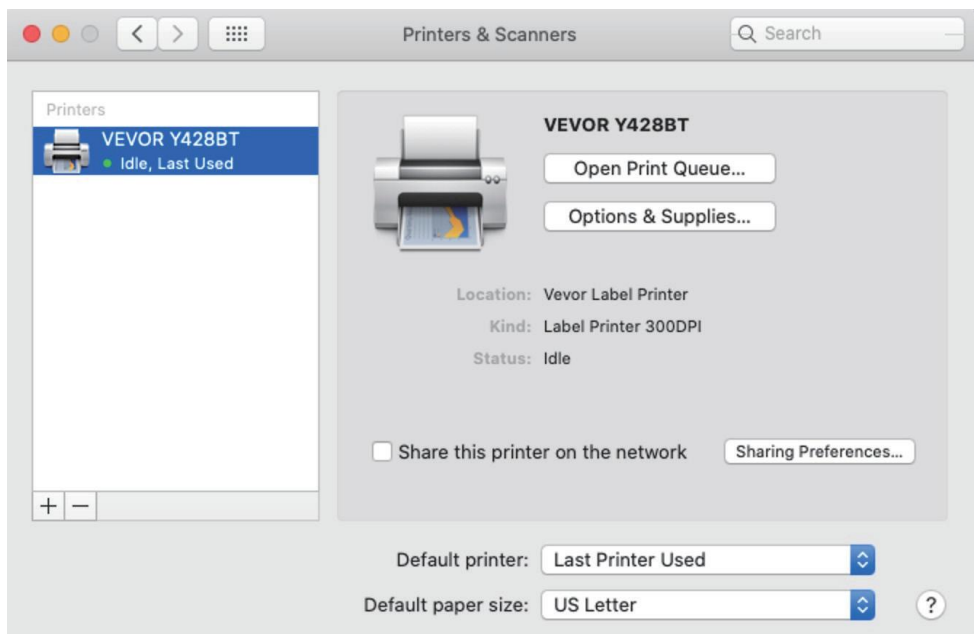 Printers & Scanners
Search
Printers
VEVOR Y428BT
Idle, Last Used
VEVOR Y428BT
Open Print Queue...
Options & Supplies...
Location: Vevor Label Printer
Kind: Label Printer 300DPI
Status: Idle
Share this printer on the network
Sharing Preferences...
+ −
Default printer: Last Printer Used
Default paper size: US Letter
?